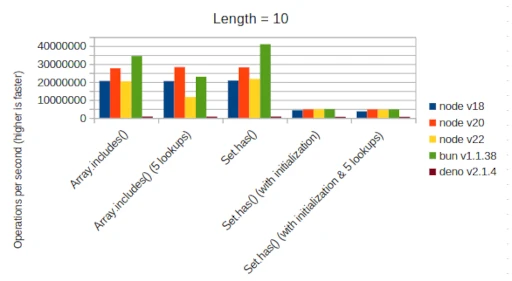 Length = 10
Operations per second (higher is faster)
40000000
30000000
20000000
10000000
0
Array.includes()
Array.includes() (5 lookups)
Set.has()
Set.has() (with initialization)
Set.has() (with initialization & 5 lookups)
node v18
node v20
node v22
bun v1.1.38
deno v2.1.4